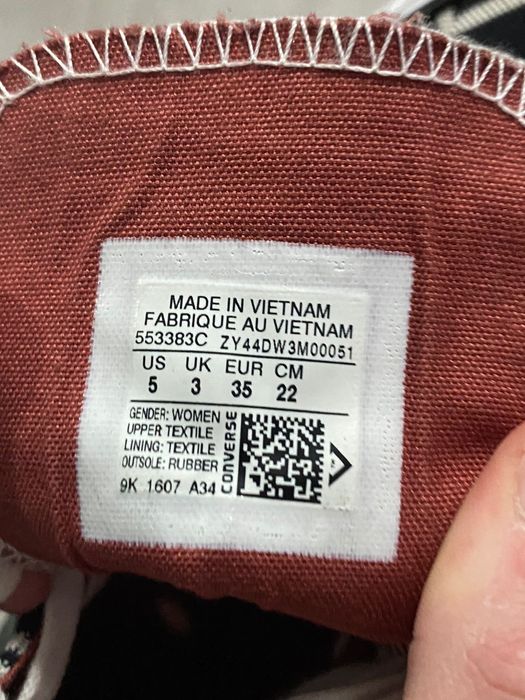 MADE IN VIETNAM
FABRIQUE AU VIETNAM
553383C ZY44DW3M00051
US UK EUR CM
5 3 35 22
GENDER: WOMEN
UPPER TEXTILE
LINING: TEXTILE
OUTSOLE: RUBBER
CONVERSE
9K 1607 A34